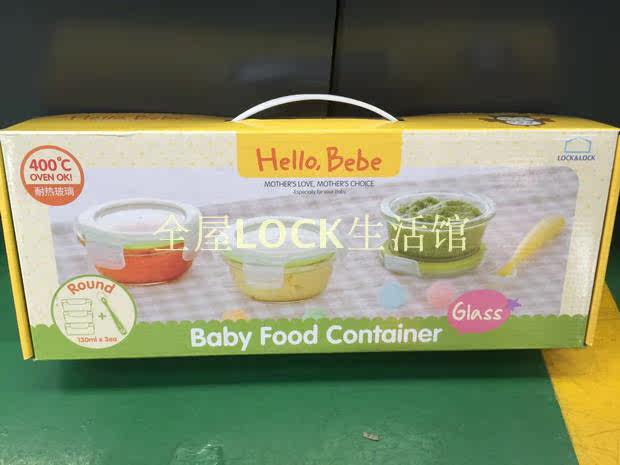 Hello, Bebe
400℃
OVEN OK!
耐热玻璃
Hello, Bebe
MOTHER'S LOVE, MOTHER'S CHOICE
Especially for your Baby
LOCK&LOCK
全屋LOCK生活馆
Round
+
130ml x 3ea
Glass
Baby Food Container